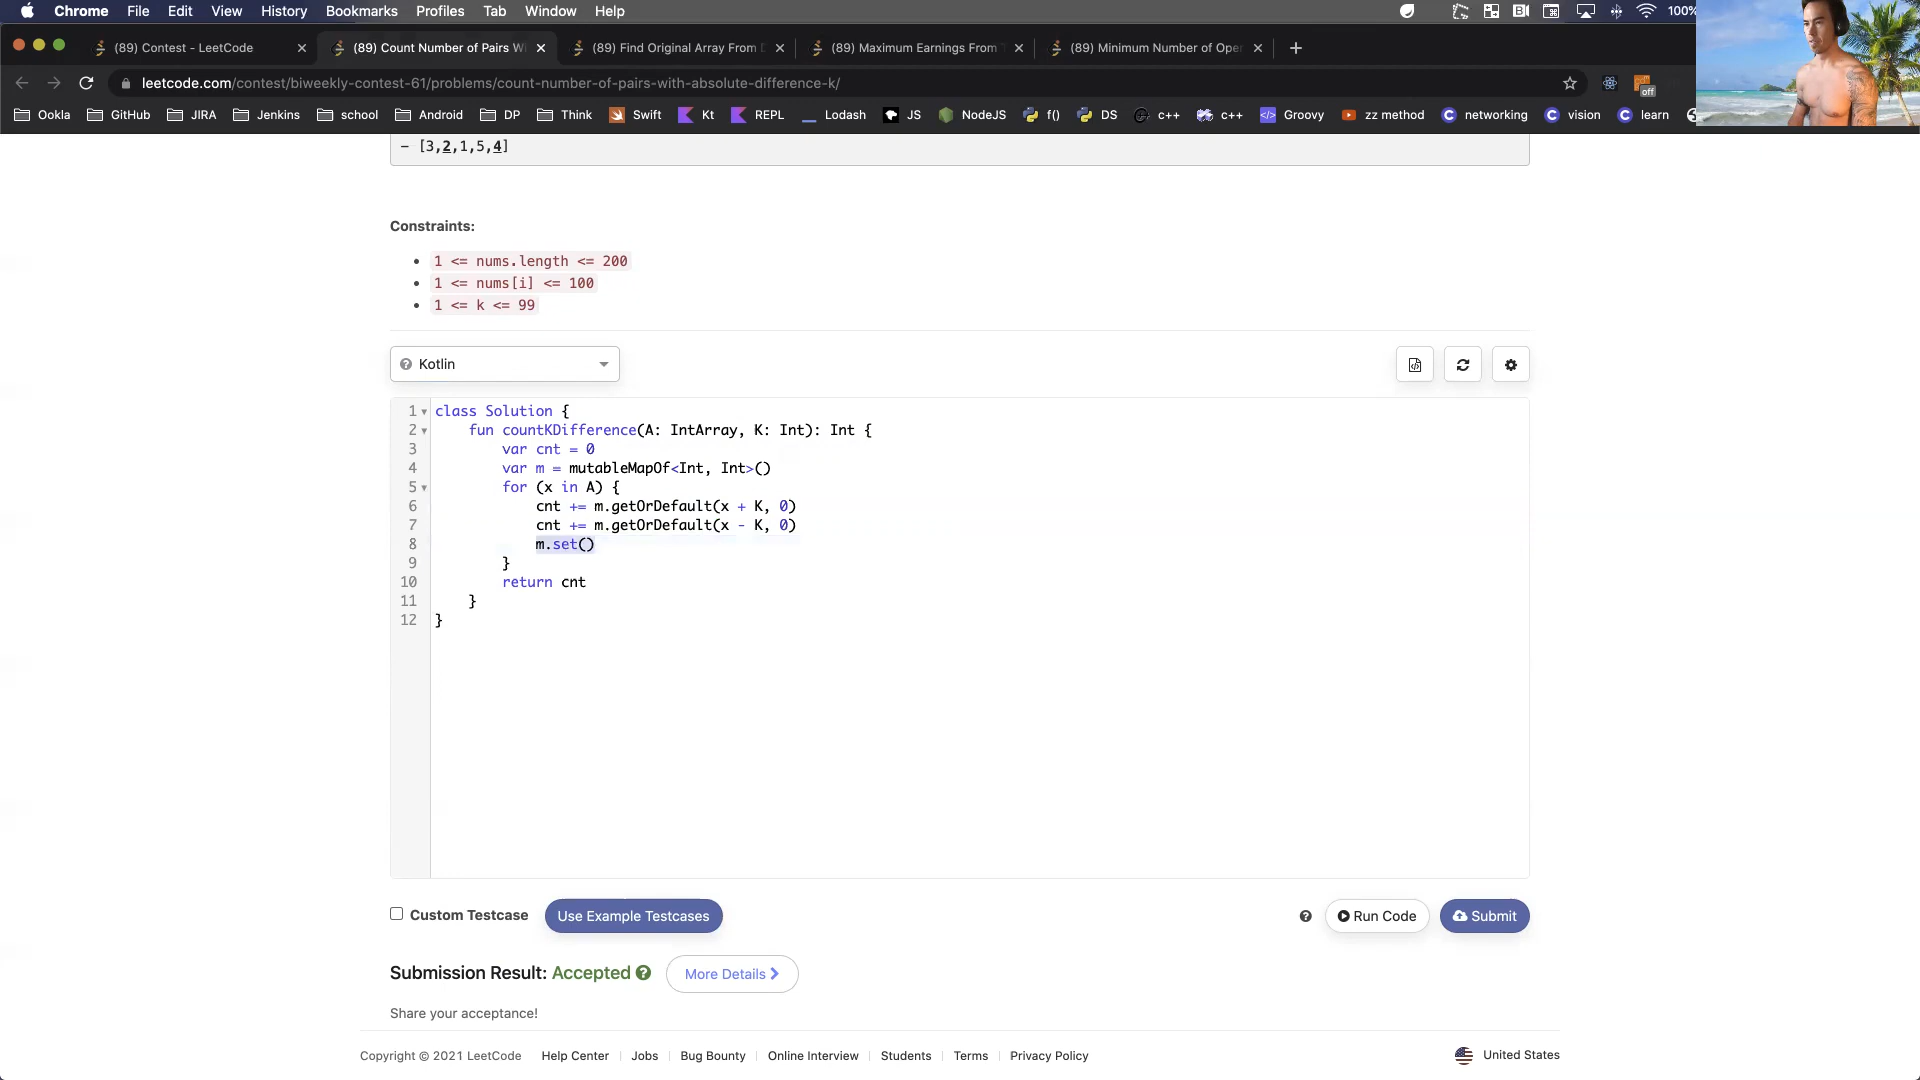 Chrome File Edit View History Bookmarks Profiles Tab Window Help 100%
(89) Contest - LeetCode (89) Count Number of Pairs Wi (89) Find Original Array From D (89) Maximum Earnings From T (89) Minimum Number of Oper
leetcode.com/contest/biweekly-contest-61/problems/count-number-of-pairs-with-absolute-difference-k/ off
Ookla GitHub JIRA Jenkins school Android DP Think Swift Kt REPL Lodash JS NodeJS f() DS c++ c++ Groovy zz method networking vision learn
- [3,2,1,5,4]
Constraints:
1 <= nums.length <= 200
1 <= nums[i] <= 100
1 <= k <= 99
Kotlin
1 class Solution {
2 fun countKDifference(A: IntArray, K: Int): Int {
3 var cnt = 0
4 var m = mutableMapOf<Int, Int>()
5 for (x in A) {
6 cnt += m.getOrDefault(x + K, 0)
7 cnt += m.getOrDefault(x - K, 0)
8 m.set()
9 }
10 return cnt
11 }
12 }
Custom Testcase Use Example Testcases Run Code Submit
Submission Result: Accepted More Details
Share your acceptance!
Copyright © 2021 LeetCode Help Center | Jobs | Bug Bounty | Online Interview | Students | Terms | Privacy Policy United States